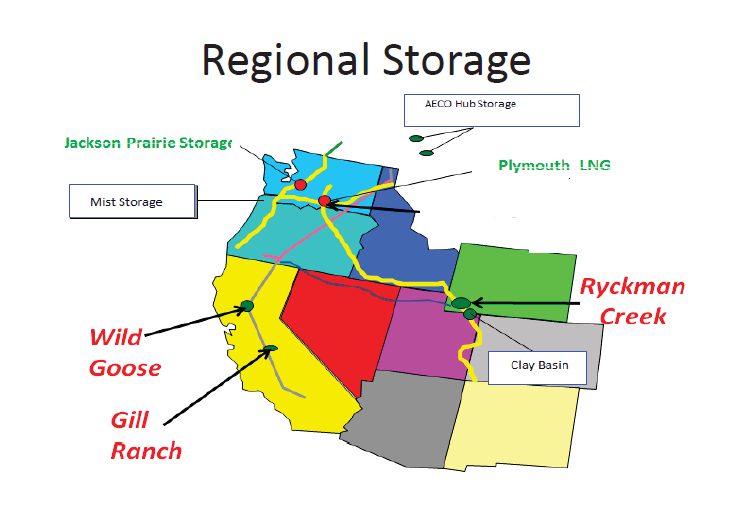 Regional Storage
AECO Hub Storage
Jackson Prairie Storage
Plymouth LNG
Mist Storage
Ryckman
Creek
Wild
Goose
Clay Basin
Gill
Ranch